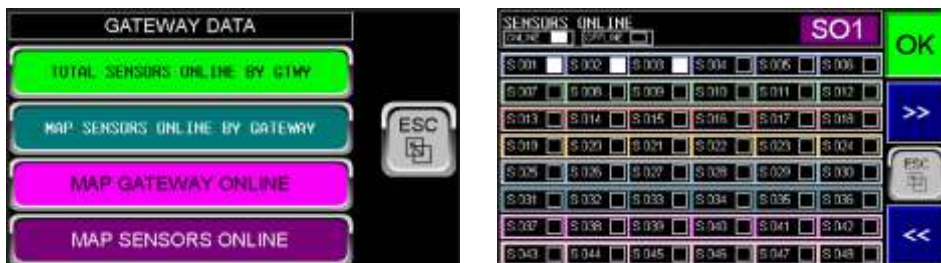 GATEWAY DATA
TOTAL SENSORS ONLINE BY GTWY
MAP SENSORS ONLINE BY GATEWAY
ESC
MAP GATEWAY ONLINE
MAP SENSORS ONLINE
SENSORS ONLINE
ONLINE OFFLINE
SO1
OK
S 001 S 002 S 003 S 004 S 005 S 006
S 007 S 008 S 009 S 010 S 011 S 012
>>
S 013 S 014 S 015 S 016 S 017 S 018
S 019 S 020 S 021 S 022 S 023 S 024
ESC
S 025 S 026 S 027 S 028 S 029 S 030
S 031 S 032 S 033 S 034 S 035 S 036
S 037 S 038 S 039 S 040 S 041 S 042
<<
S 043 S 044 S 045 S 046 S 047 S 048